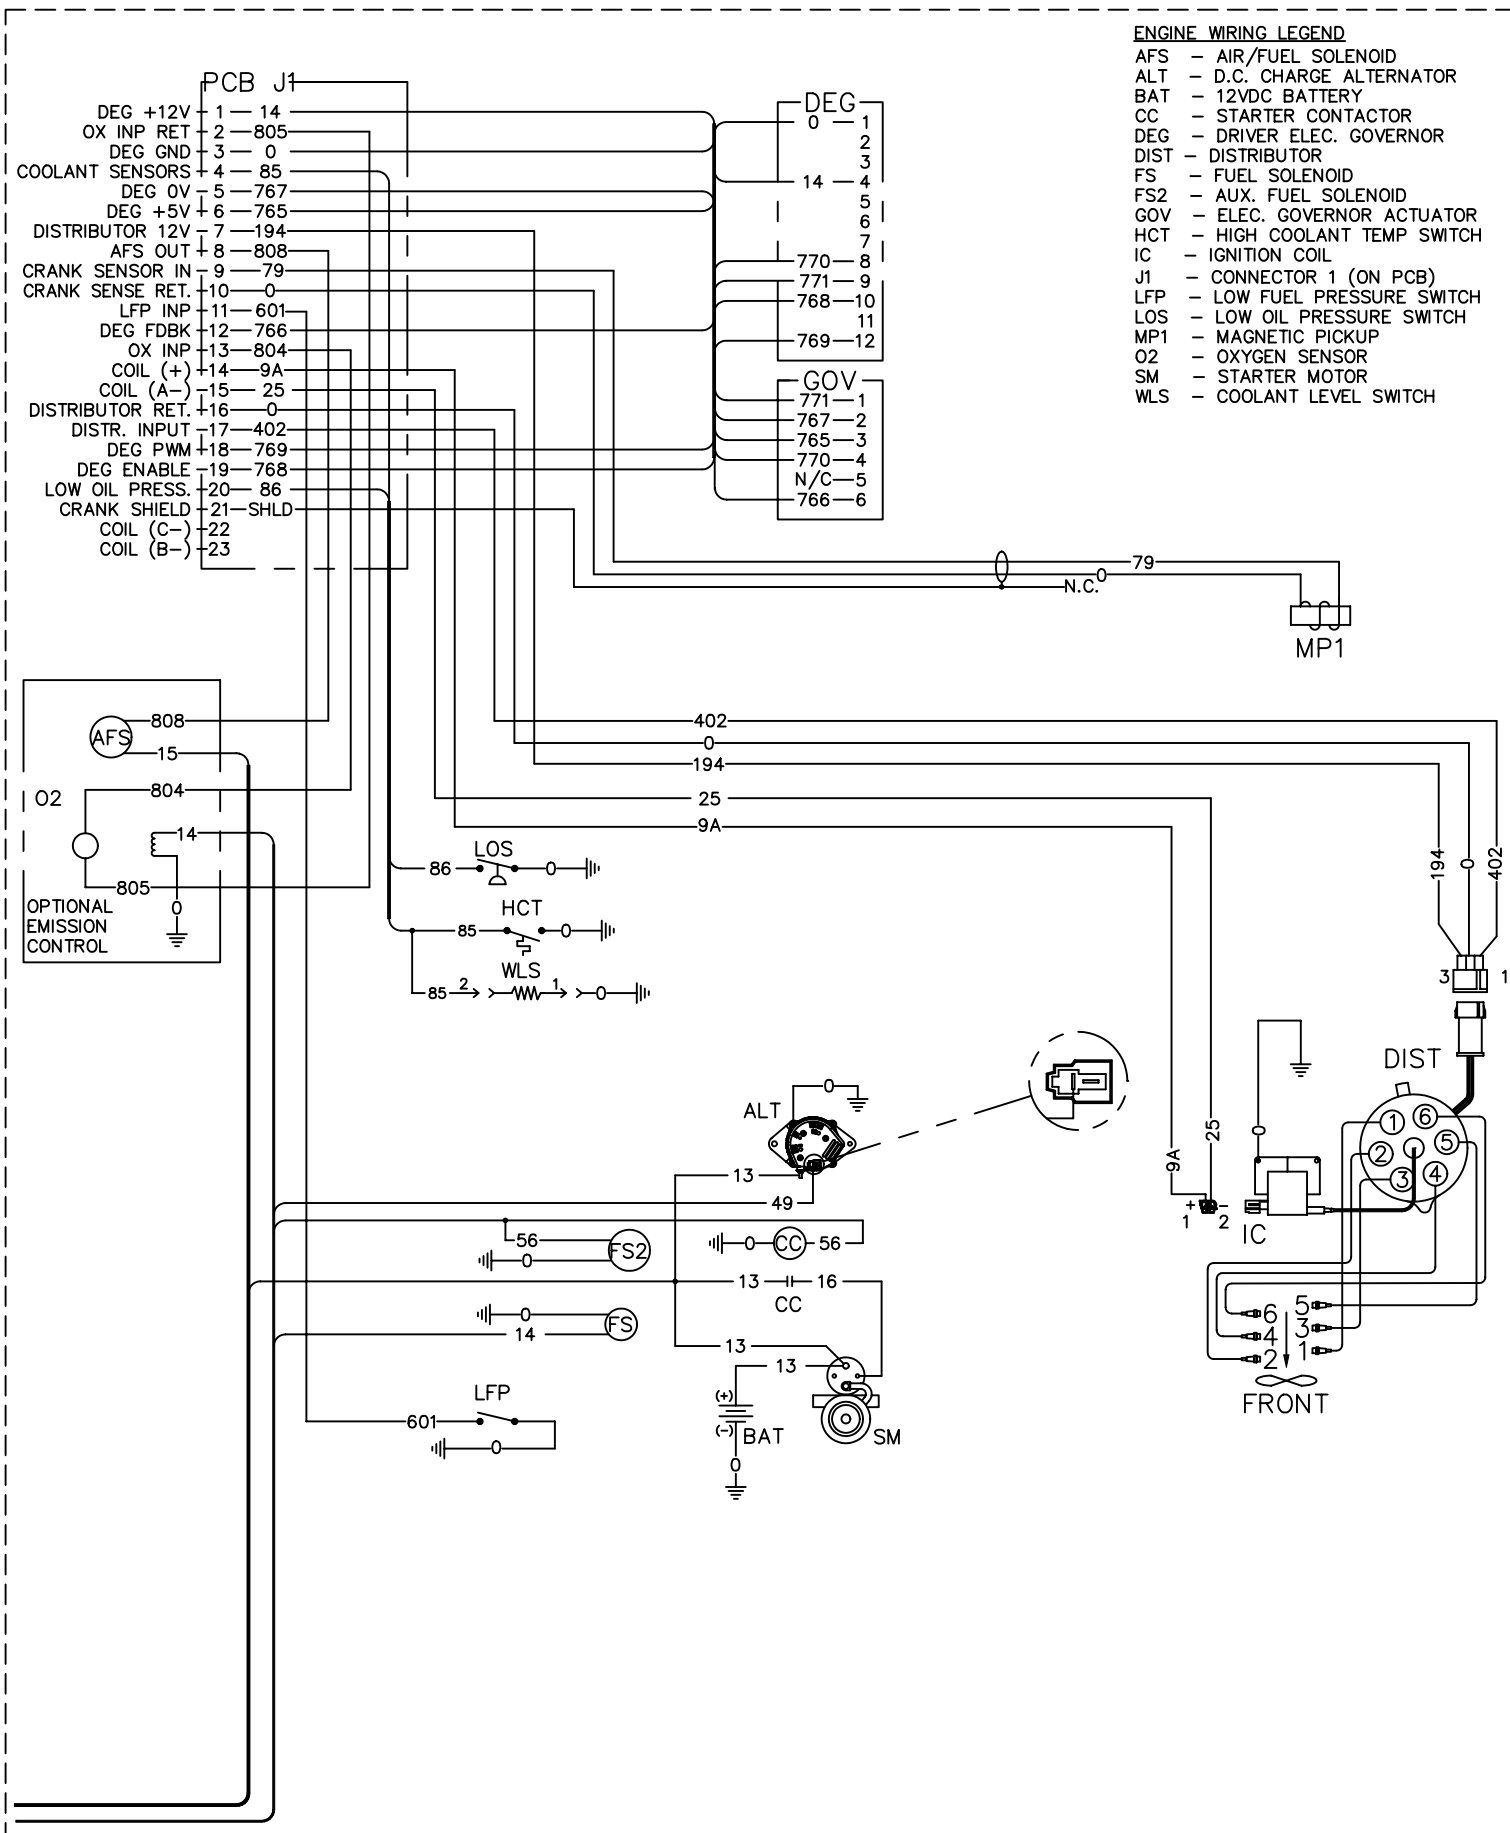 ENGINE WIRING LEGEND
AFS – AIR/FUEL SOLENOID
ALT – D.C. CHARGE ALTERNATOR
BAT – 12VDC BATTERY
CC – STARTER CONTACTOR
DEG – DRIVER ELEC. GOVERNOR
DIST – DISTRIBUTOR
FS – FUEL SOLENOID
FS2 – AUX. FUEL SOLENOID
GOV – ELEC. GOVERNOR ACTUATOR
HCT – HIGH COOLANT TEMP SWITCH
IC – IGNITION COIL
J1 – CONNECTOR 1 (ON PCB)
LFP – LOW FUEL PRESSURE SWITCH
LOS – LOW OIL PRESSURE SWITCH
MP1 – MAGNETIC PICKUP
O2 – OXYGEN SENSOR
SM – STARTER MOTOR
WLS – COOLANT LEVEL SWITCH
PCB J1
DEG +12V 1 14
OX INP RET 2 805
DEG GND 3 0
COOLANT SENSORS 4 85
DEG 0V 5 767
DEG +5V 6 765
DISTRIBUTOR 12V 7 194
AFS OUT 8 808
CRANK SENSOR IN 9 79
CRANK SENSE RET. 10 0
LFP INP 11 601
DEG FDBK 12 766
OX INP 13 804
COIL (+) 14 9A
COIL (A–) 15 25
DISTRIBUTOR RET. 16 0
DISTR. INPUT 17 402
DEG PWM 18 769
DEG ENABLE 19 768
LOW OIL PRESS. 20 86
CRANK SHIELD 21 SHLD
COIL (C–) 22
COIL (B–) 23
DEG
0 1
2
3
14 4
5
6
7
770 8
771 9
768 10
11
769 12
GOV
771 1
767 2
765 3
770 4
N/C 5
766 6
79
0
N.C.
MP1
AFS
808
15
O2
804
14
805
0
OPTIONAL
EMISSION
CONTROL
402
0
194
25
9A
LOS
86 0
HCT
85 0
WLS
85 2 1 0
194
0
402
3 1
DIST
1
6
2
5
3
4
0
25
9A
+ –
1 2
IC
ALT
0
13
49
56
FS2
0
0 CC 56
13 16
CC
0
FS
14
13
13
(+)
(–)
BAT
SM
0
LFP
601
0
6 5
4 3
2 1
FRONT